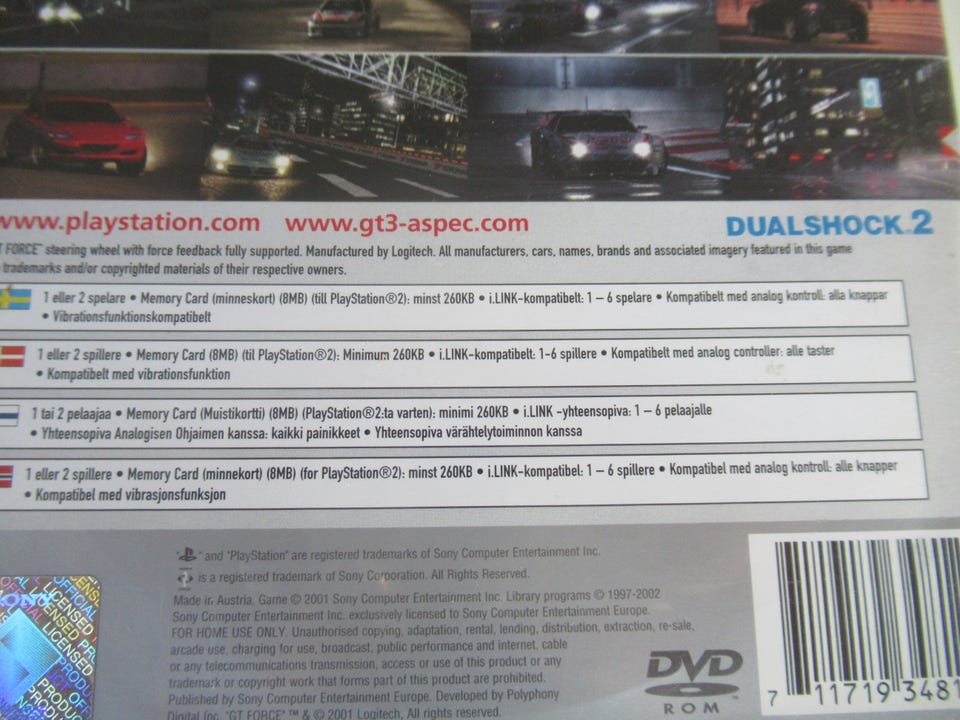 www.playstation.com www.gt3-aspec.com
DUALSHOCK™2
GT FORCE™ steering wheel with force feedback fully supported. Manufactured by Logitech. All manufacturers, cars, names, brands and associated imagery featured in this game
trademarks and/or copyrighted materials of their respective owners.
1 eller 2 spelare • Memory Card (minneskort) (8MB) (till PlayStation®2): minst 260KB • i.LINK-kompatibelt: 1 – 6 spelare • Kompatibelt med analog kontroll: alla knappar
• Vibrationsfunktionskompatibelt
1 eller 2 spillere • Memory Card (8MB) (til PlayStation®2): Minimum 260KB • i.LINK-kompatibelt: 1-6 spillere • Kompatibelt med analog controller: alle taster
• Kompatibelt med vibrationsfunktion
1 tai 2 pelaajaa • Memory Card (Muistikortti) (8MB) (PlayStation®2:ta varten): minimi 260KB • i.LINK -yhteensopiva: 1 – 6 pelaajalle
• Yhteensopiva Analogisen Ohjaimen kanssa: kaikki painikkeet • Yhteensopiva värähtelytoiminnon kanssa
1 eller 2 spillere • Memory Card (minnekort) (8MB) (for PlayStation®2): minst 260KB • i.LINK-kompatibel: 1 – 6 spillere • Kompatibel med analog kontroll: alle knapper
• Kompatibel med vibrasjonsfunksjon
" " and "PlayStation" are registered trademarks of Sony Computer Entertainment Inc.
is a registered trademark of Sony Corporation. All Rights Reserved.
Made in Austria. Game © 2001 Sony Computer Entertainment Inc. Library programs © 1997-2002
Sony Computer Entertainment Inc. exclusively licensed to Sony Computer Entertainment Europe.
FOR HOME USE ONLY. Unauthorised copying, adaptation, rental, lending, distribution, extraction, re-sale,
arcade use, charging for use, broadcast, public performance and internet, cable
or any telecommunications transmission, access or use of this product or any
trademark or copyright work that forms part of this product are prohibited.
Published by Sony Computer Entertainment Europe. Developed by Polyphony
Digital Inc. "GT FORCE"™ & © 2001 Logitech, All rights reserved.
SONY
OFFICIAL
LICENSED
PRODUCT
DVD
ROM
7 11719 3481